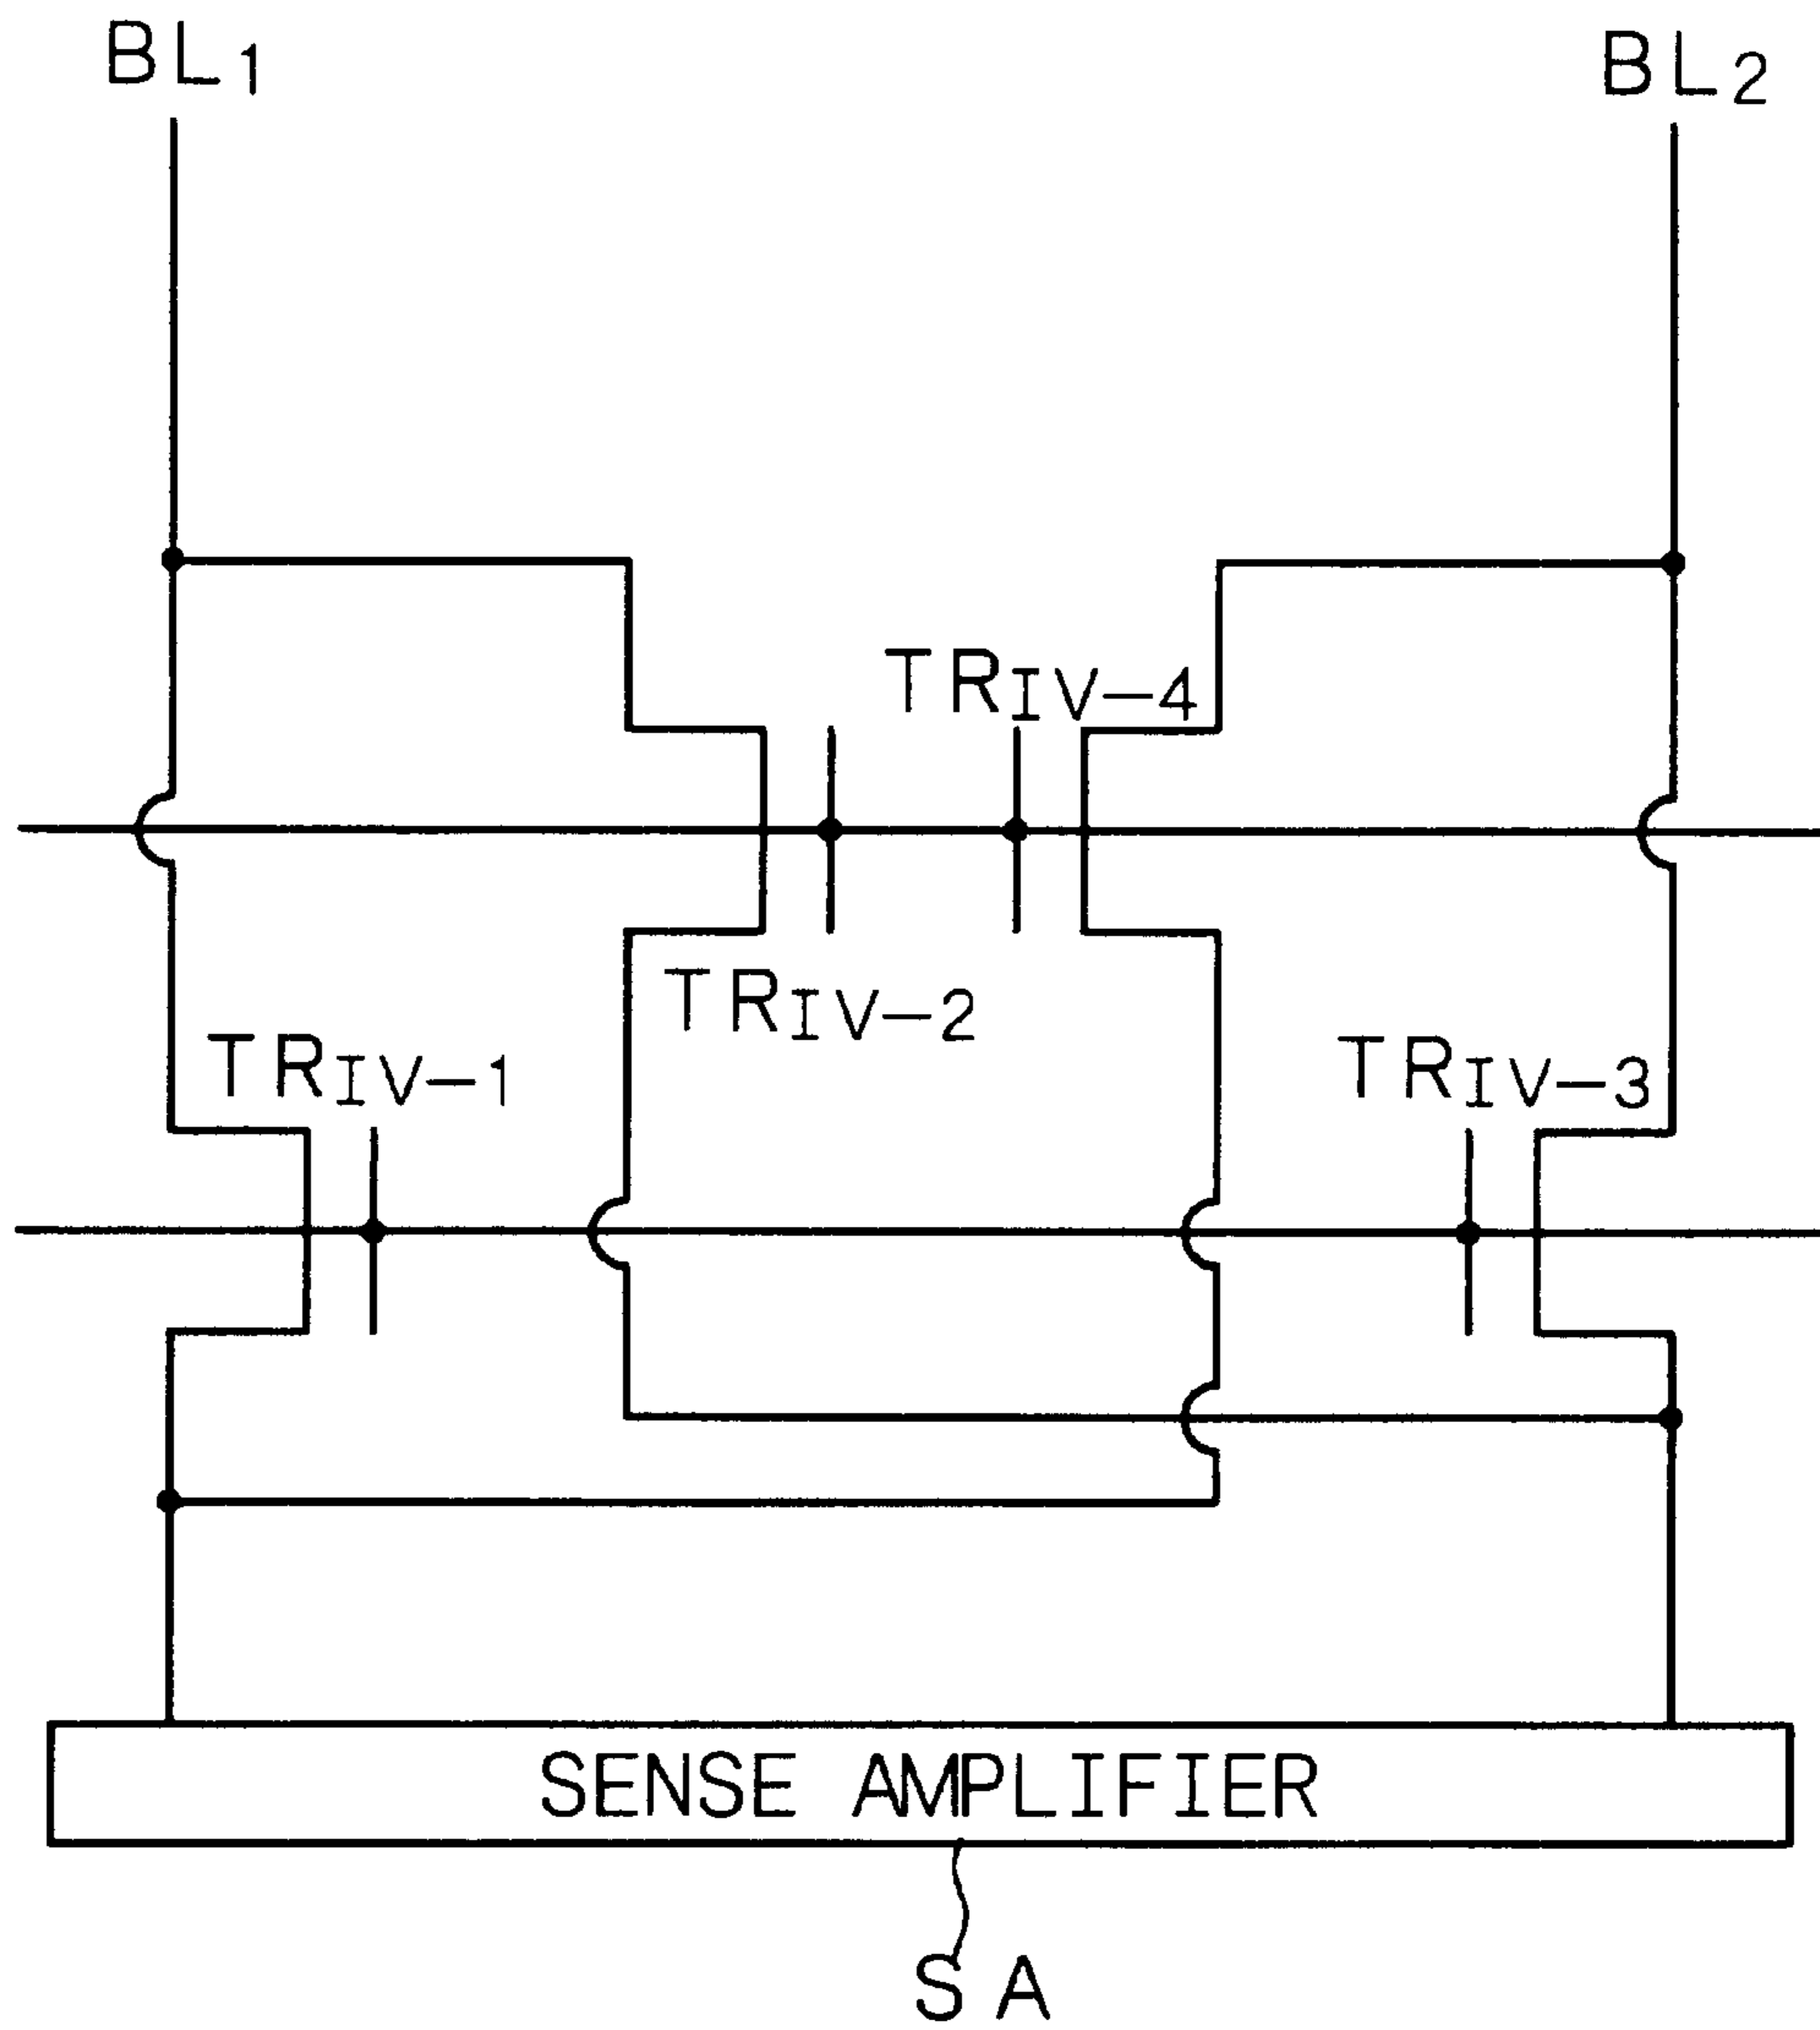 BL1
BL2
TRIV-4
TRIV-2
TRIV-1
TRIV-3
SENSE AMPLIFIER
SA